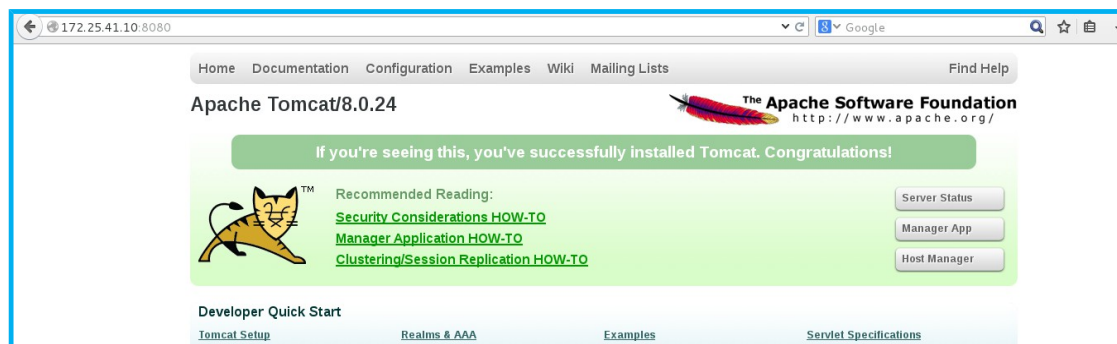 172.25.41.10:8080
Google
Home Documentation Configuration Examples Wiki Mailing Lists Find Help
Apache Tomcat/8.0.24
The Apache Software Foundation
http://www.apache.org/
If you're seeing this, you've successfully installed Tomcat. Congratulations!
TM
Recommended Reading:
Security Considerations HOW-TO
Manager Application HOW-TO
Clustering/Session Replication HOW-TO
Server Status
Manager App
Host Manager
Developer Quick Start
Tomcat Setup Realms & AAA Examples Servlet Specifications